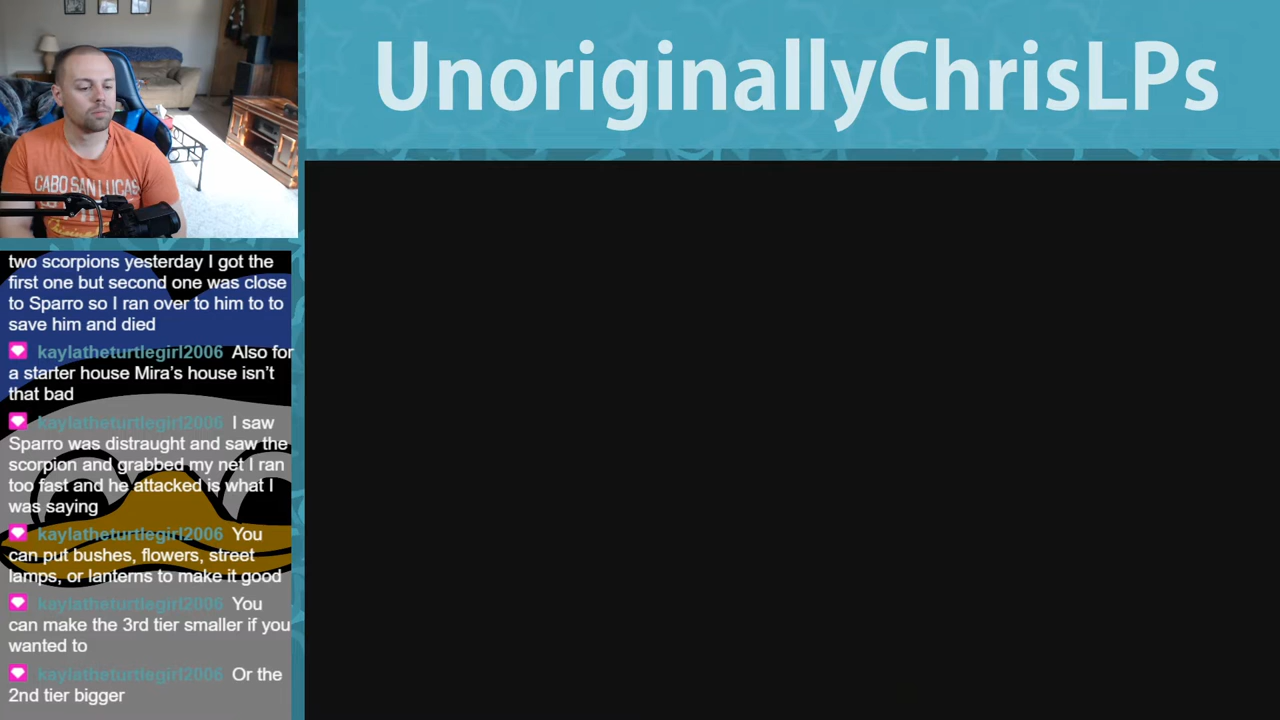 UnoriginallyChrisLPs
CABO SAN LUCAS
two scorpions yesterday I got the
first one but second one was close
to Sparro so I ran over to him to to
save him and died
kaylatheturtlegirl2006 Also for
a starter house Mira’s house isn’t
that bad
kaylatheturtlegirl2006 I saw
Sparro was distraught and saw the
scorpion and grabbed my net I ran
too fast and he attacked is what I
was saying
kaylatheturtlegirl2006 You
can put bushes, flowers, street
lamps, or lanterns to make it good
kaylatheturtlegirl2006 You
can make the 3rd tier smaller if you
wanted to
kaylatheturtlegirl2006 Or the
2nd tier bigger